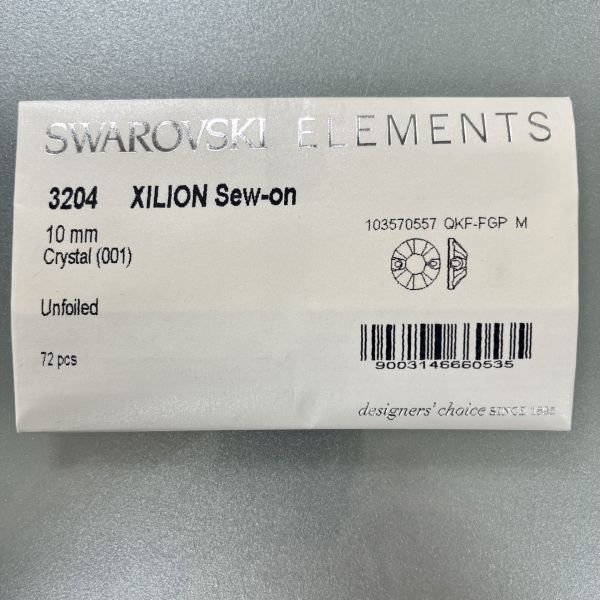 SWAROVSKI ELEMENTS
3204 XILION Sew-on
10 mm
Crystal (001)
103570557 QKF-FGP M
Unfoiled
72 pcs
9003146660535
designers' choice SINCE 1895